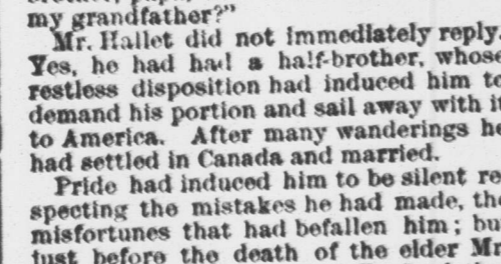 my grandfather?"
Mr. Hallet did not immediately reply.
Yes, he had had a half-brother, whose
restless disposition had induced him to
demand his portion and sail away with i
to America. After many wanderings he
had settled in Canada and married.
Pride had induced him to be silent re
specting the mistakes he had made, the
misfortunes that had befallen him; bu
just before the death of the elder Mr